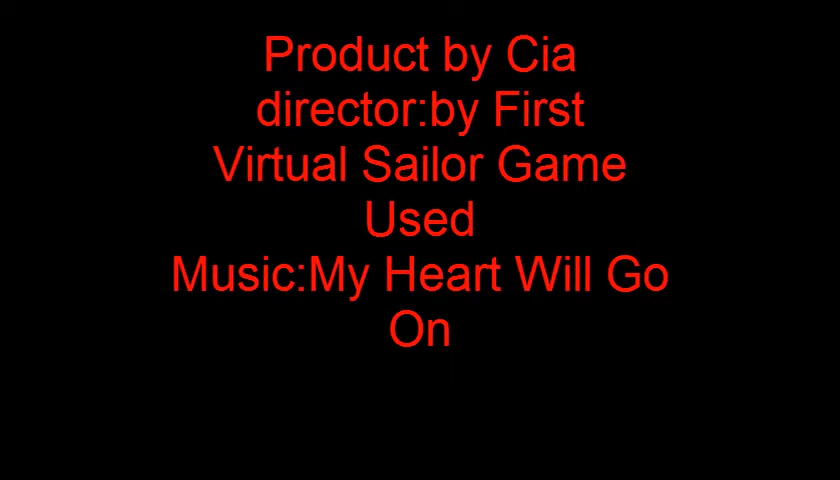 Product by Cia
director:by First
Virtual Sailor Game
Used
Music:My Heart Will Go
On